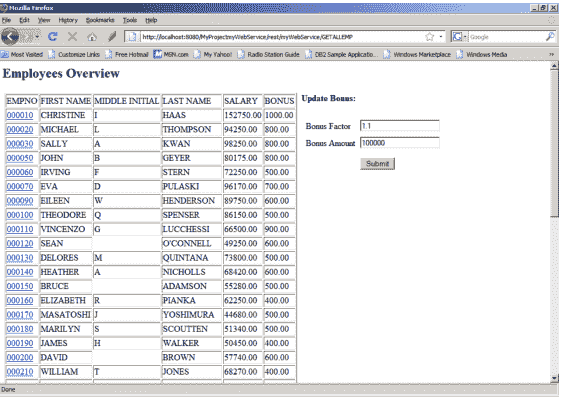 Mozilla Firefox
File Edit View History Bookmarks Tools Help
http://localhost:8080/MyProjectmyWebService/rest/myWebService/GETALLEMP
Google
Most Visited Customize Links Free Hotmail MSN.com My Yahoo! Radio Station Guide DB2 Sample Applicatio... Windows Marketplace Windows Media
Employees Overview
EMPNO FIRST NAME MIDDLE INITIAL LAST NAME SALARY BONUS
000010 CHRISTINE I HAAS 152750.00 1000.00
000020 MICHAEL L THOMPSON 94250.00 800.00
000030 SALLY A KWAN 98250.00 800.00
000050 JOHN B GEYER 80175.00 800.00
000060 IRVING F STERN 72250.00 500.00
000070 EVA D PULASKI 96170.00 700.00
000090 EILEEN W HENDERSON 89750.00 600.00
000100 THEODORE Q SPENSER 86150.00 500.00
000110 VINCENZO G LUCCHESSI 66500.00 900.00
000120 SEAN O'CONNELL 49250.00 600.00
000130 DELORES M QUINTANA 73800.00 500.00
000140 HEATHER A NICHOLLS 68420.00 600.00
000150 BRUCE ADAMSON 55280.00 500.00
000160 ELIZABETH R PIANKA 62250.00 400.00
000170 MASATOSHI J YOSHIMURA 44680.00 500.00
000180 MARILYN S SCOUTTEN 51340.00 500.00
000190 JAMES H WALKER 50450.00 400.00
000200 DAVID BROWN 57740.00 600.00
000210 WILLIAM T JONES 68270.00 400.00
Update Bonus:
Bonus Factor 1.1
Bonus Amount 100000
Submit
Done